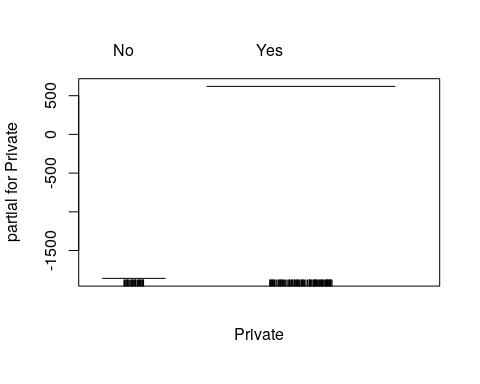 No Yes
500
0
-500
-1500
partial for Private
Private